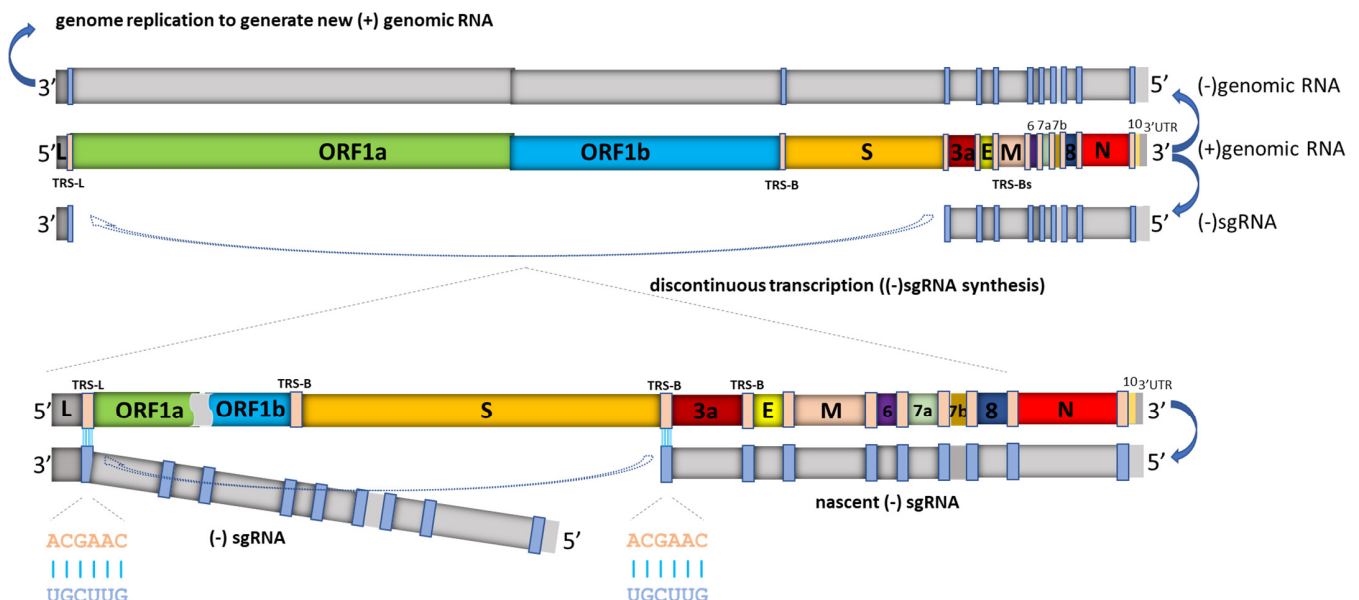 genome replication to generate new (+) genomic RNA
3’ 5’ (-)genomic RNA
6 7a 7b 10 3’UTR
5’ L ORF1a ORF1b S 3a E M 8 N 3’ (+)genomic RNA
TRS-L TRS-B TRS-Bs
3’ 5’ (-)sgRNA
discontinuous transcription ((-)sgRNA synthesis)
TRS-L TRS-B TRS-B TRS-B 10 3’UTR
5’ L ORF1a ORF1b S 3a E M 6 7a 7b 8 N 3’
3’ 5’
nascent (-) sgRNA
(-) sgRNA 5’
ACGAAC ACGAAC
UGCUUG UGCUUG